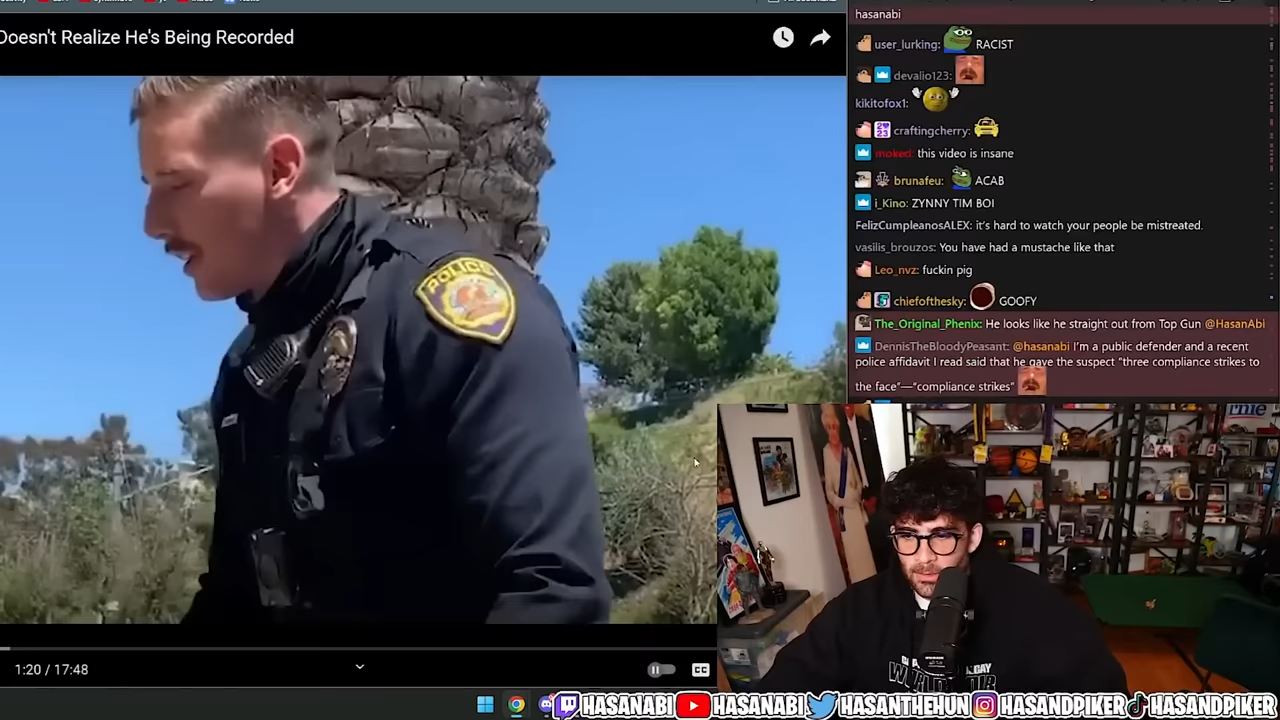 Doesn't Realize He's Being Recorded
hasanabi
user_lurking: RACIST
devalio123:
kikitofox1:
craftingcherry:
moked: this video is insane
brunafeu: ACAB
i_Kino: ZYNNY TIM BOI
FelizCumpleanosALEX: it's hard to watch your people be mistreated.
vasilis_brouzos: You have had a mustache like that
Leo_nvz: fuckin pig
chiefofthesky: GOOFY
The_Original_Phenix: He looks like he straight out from Top Gun @HasanAbi
DennisTheBloodyPeasant: @hasanabi I'm a public defender and a recent
police affidavit I read said that he gave the suspect "three compliance strikes to
the face"—"compliance strikes"
POLICE
1:20 / 17:48
CC
HASANABI HASANABI HASANTHEHUN HASANDPIKER HASANDPIKER